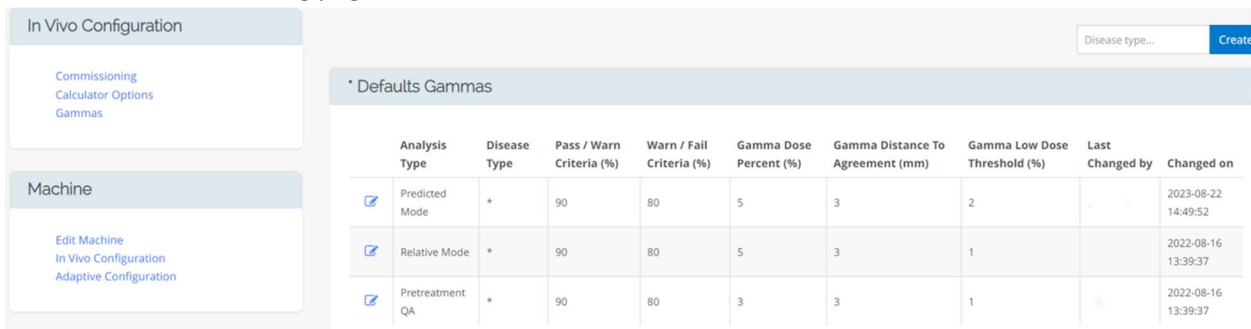 In Vivo Configuration
Commissioning
Calculator Options
Gammas
Machine
Edit Machine
In Vivo Configuration
Adaptive Configuration
Disease type... Create
* Defaults Gammas
Analysis Disease Pass / Warn Warn / Fail Gamma Dose Gamma Distance To Gamma Low Dose Last
Type Type Criteria (%) Criteria (%) Percent (%) Agreement (mm) Threshold (%) Changed by Changed on
Predicted Mode * 90 80 5 3 2 2023-08-22 14:49:52
Relative Mode * 90 80 5 3 1 2022-08-16 13:39:37
Pretreatment QA * 90 80 3 3 1 2022-08-16 13:39:37